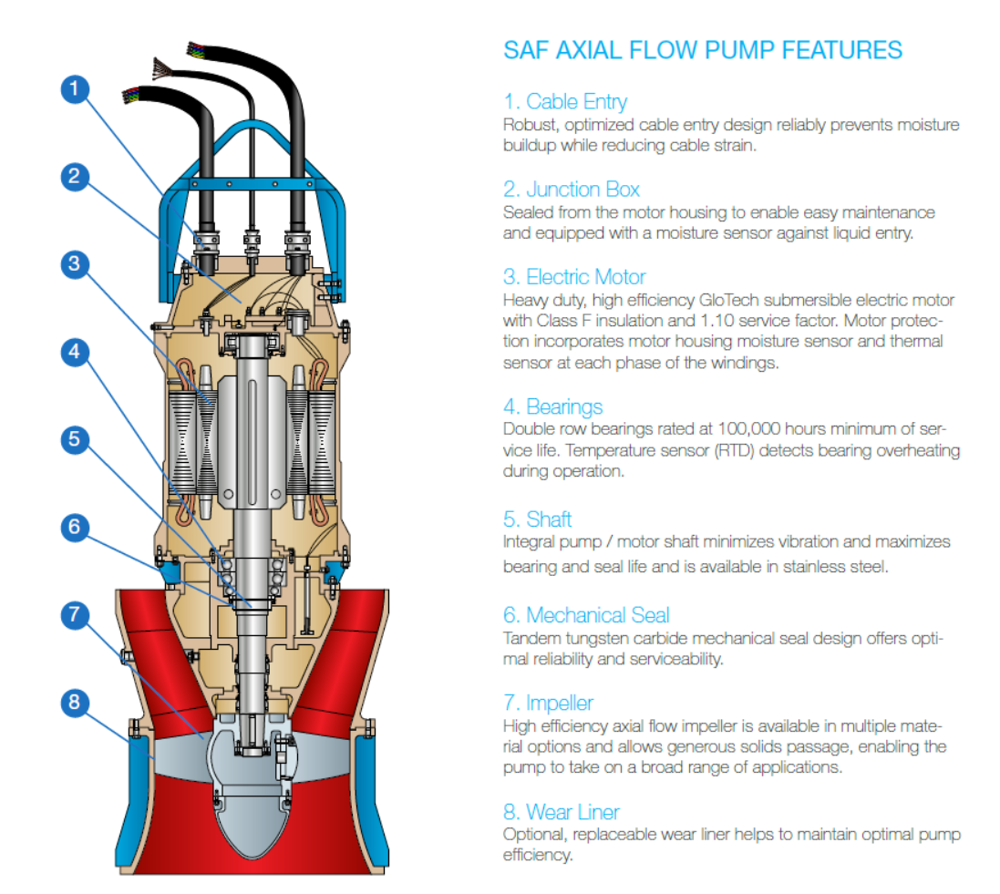 SAF AXIAL FLOW PUMP FEATURES
1
2
3
4
5
6
7
8
1. Cable Entry
Robust, optimized cable entry design reliably prevents moisture
buildup while reducing cable strain.
2. Junction Box
Sealed from the motor housing to enable easy maintenance
and equipped with a moisture sensor against liquid entry.
3. Electric Motor
Heavy duty, high efficiency GloTech submersible electric motor
with Class F insulation and 1.10 service factor. Motor protec-
tion incorporates motor housing moisture sensor and thermal
sensor at each phase of the windings.
4. Bearings
Double row bearings rated at 100,000 hours minimum of ser-
vice life. Temperature sensor (RTD) detects bearing overheating
during operation.
5. Shaft
Integral pump / motor shaft minimizes vibration and maximizes
bearing and seal life and is available in stainless steel.
6. Mechanical Seal
Tandem tungsten carbide mechanical seal design offers opti-
mal reliability and serviceability.
7. Impeller
High efficiency axial flow impeller is available in multiple mate-
rial options and allows generous solids passage, enabling the
pump to take on a broad range of applications.
8. Wear Liner
Optional, replaceable wear liner helps to maintain optimal pump
efficiency.